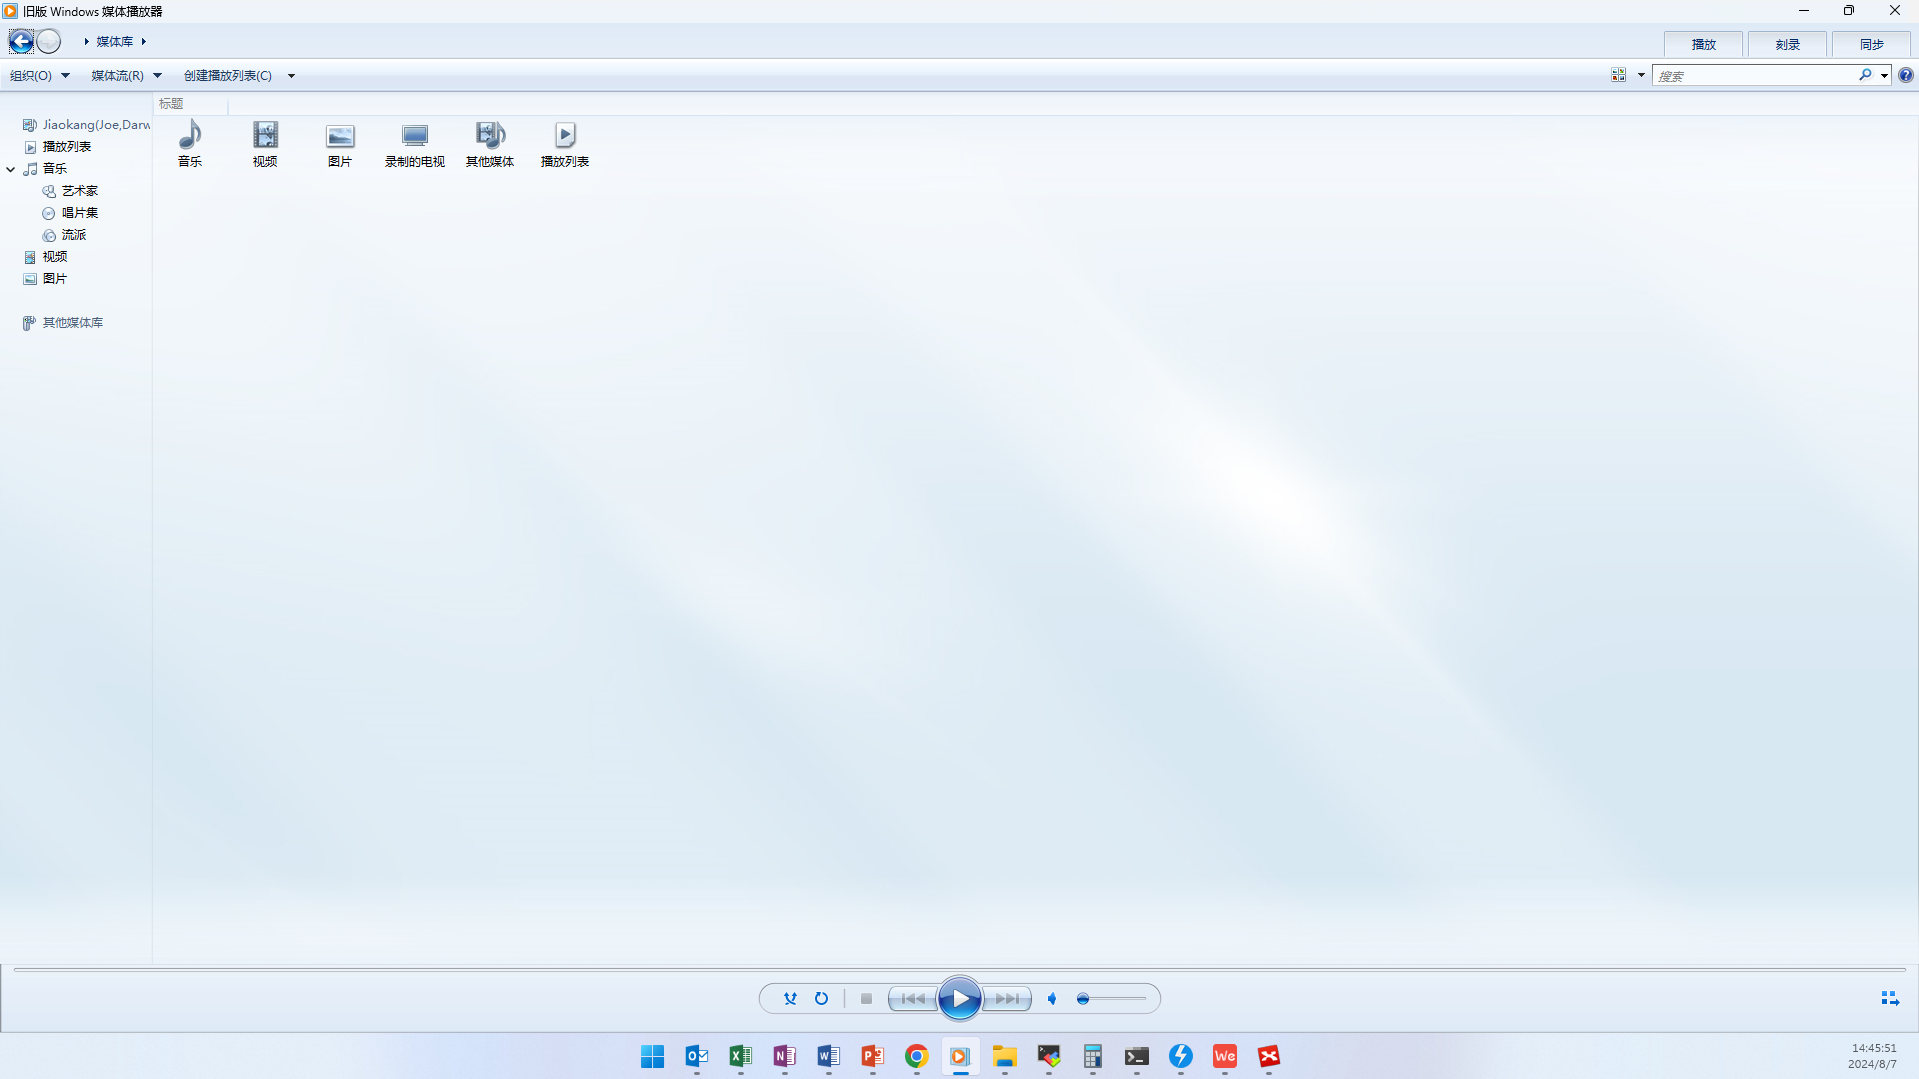 旧版 Windows 媒体播放器
媒体库
播放
刻录
同步
组织(O)
媒体流(R)
创建播放列表(C)
搜索
标题
Jiaokang(Joe,Darw
播放列表
音乐
艺术家
唱片集
流派
视频
图片
其他媒体库
音乐
视频
图片
录制的电视
其他媒体
播放列表
We
14:45:51
2024/8/7